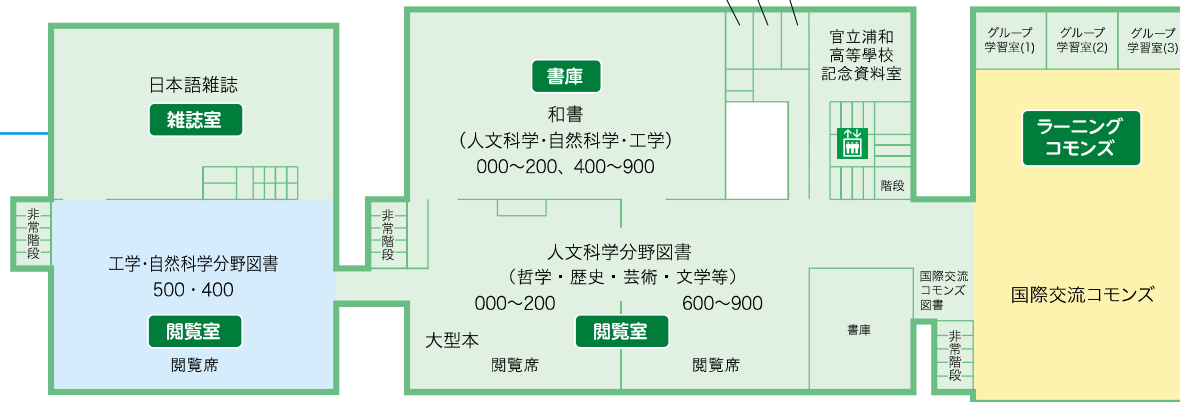 日本語雑誌
雑誌室
非常階段
工学・自然科学分野図書
500・400
閲覧室
閲覧席
書庫
和書
（人文科学・自然科学・工学）
000〜200、400〜900
官立浦和
高等學校
記念資料室
階段
非常階段
人文科学分野図書
（哲学・歴史・芸術・文学等）
000〜200
600〜900
大型本
閲覧室
閲覧席
閲覧席
書庫
国際交流
コモンズ
図書
非常階段
グループ
学習室(1)
グループ
学習室(2)
グループ
学習室(3)
ラーニング
コモンズ
国際交流コモンズ